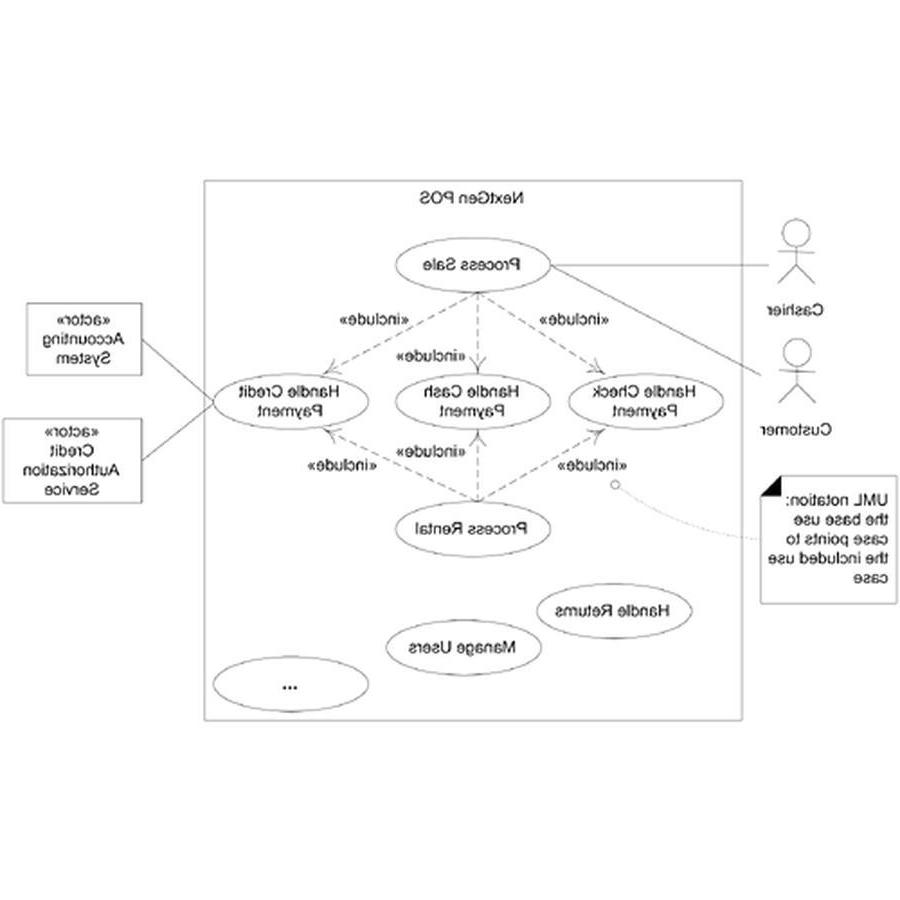 NextGen POS
Process Sale
Cashier
«include»
«include»
«include»
«actor»
Accounting
System
Handle Credit
Payment
Handle Cash
Payment
Handle Check
Payment
Customer
«actor»
Credit
Authorization
Service
«include»
«include»
«include»
Process Rental
UML notation:
the base use
case points to
the included use
case
Handle Returns
Manage Users
...